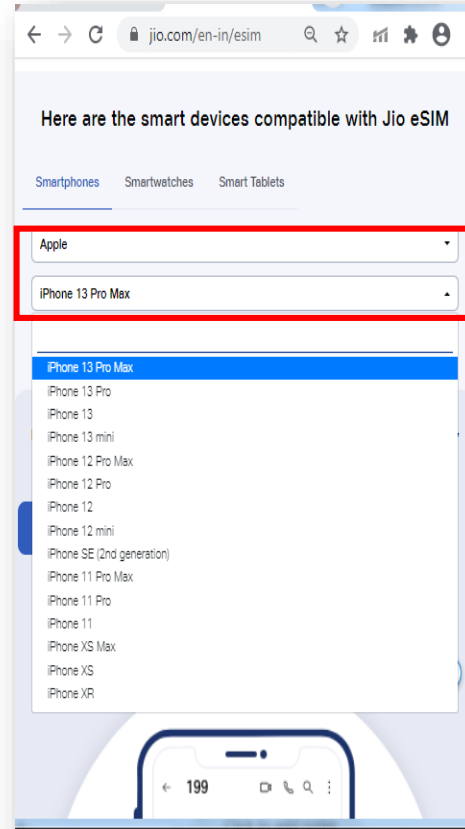 jio.com/en-in/esim
Here are the smart devices compatible with Jio eSIM
Smartphones Smartwatches Smart Tablets
Apple
iPhone 13 Pro Max
iPhone 13 Pro Max
iPhone 13 Pro
iPhone 13
iPhone 13 mini
iPhone 12 Pro Max
iPhone 12 Pro
iPhone 12
iPhone 12 mini
iPhone SE (2nd generation)
iPhone 11 Pro Max
iPhone 11 Pro
iPhone 11
iPhone XS Max
iPhone XS
iPhone XR
199